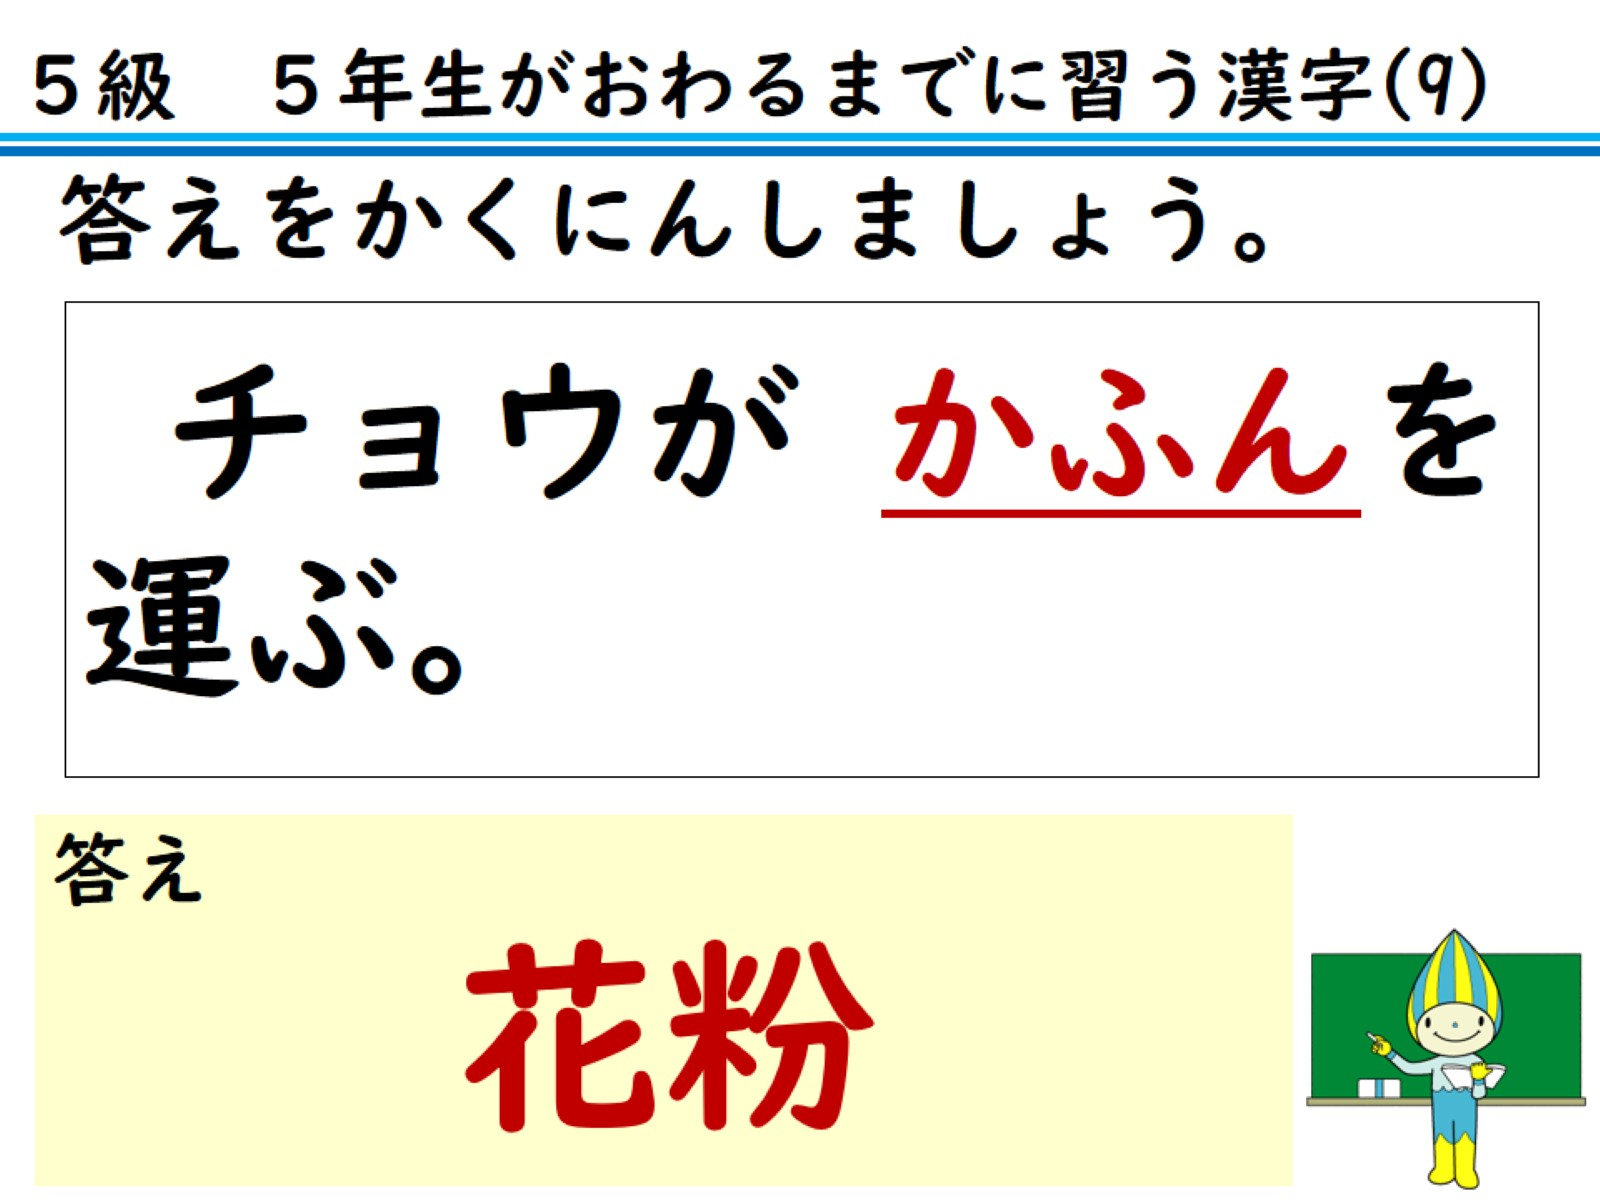 ５級　５年生がおわるまでに習う漢字(9)
答えをかくにんしましょう。
チョウが かふんを
運ぶ。
答え
花粉